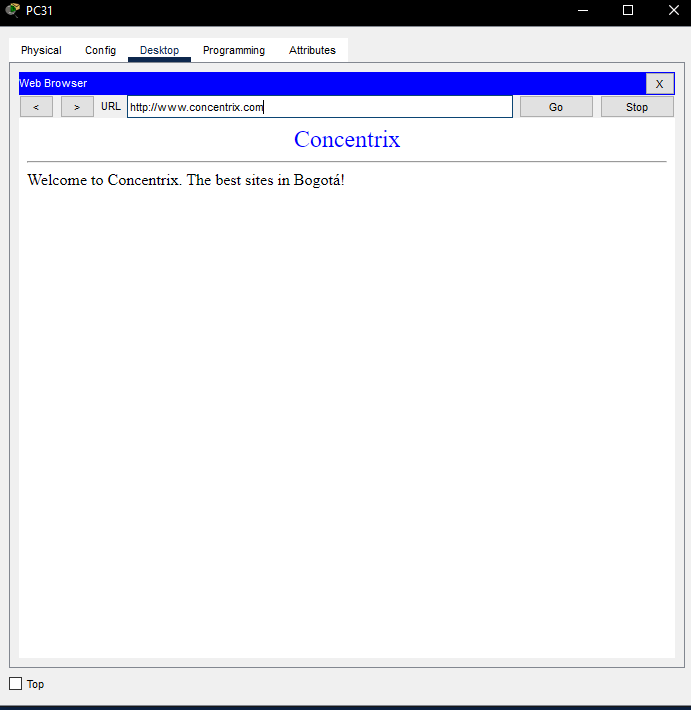 PC31
Physical Config Desktop Programming Attributes
Web Browser X
< > URL http://www.concentrix.com Go Stop
Concentrix
Welcome to Concentrix. The best sites in Bogotá!
Top